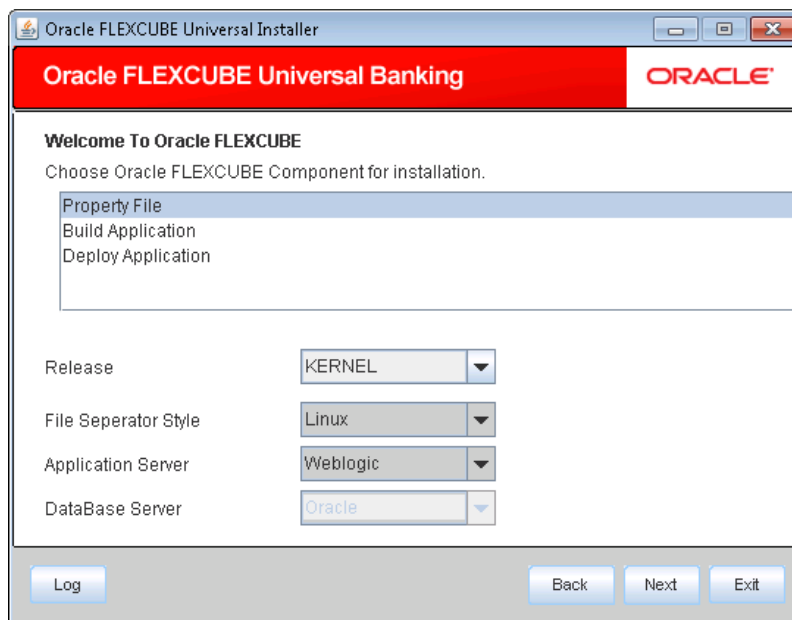 Oracle FLEXCUBE Universal Installer
Oracle FLEXCUBE Universal Banking ORACLE'
Welcome To Oracle FLEXCUBE
Choose Oracle FLEXCUBE Component for installation.
Property File
Build Application
Deploy Application
Release KERNEL
File Seperator Style Linux
Application Server Weblogic
DataBase Server Oracle
Log Back Next Exit